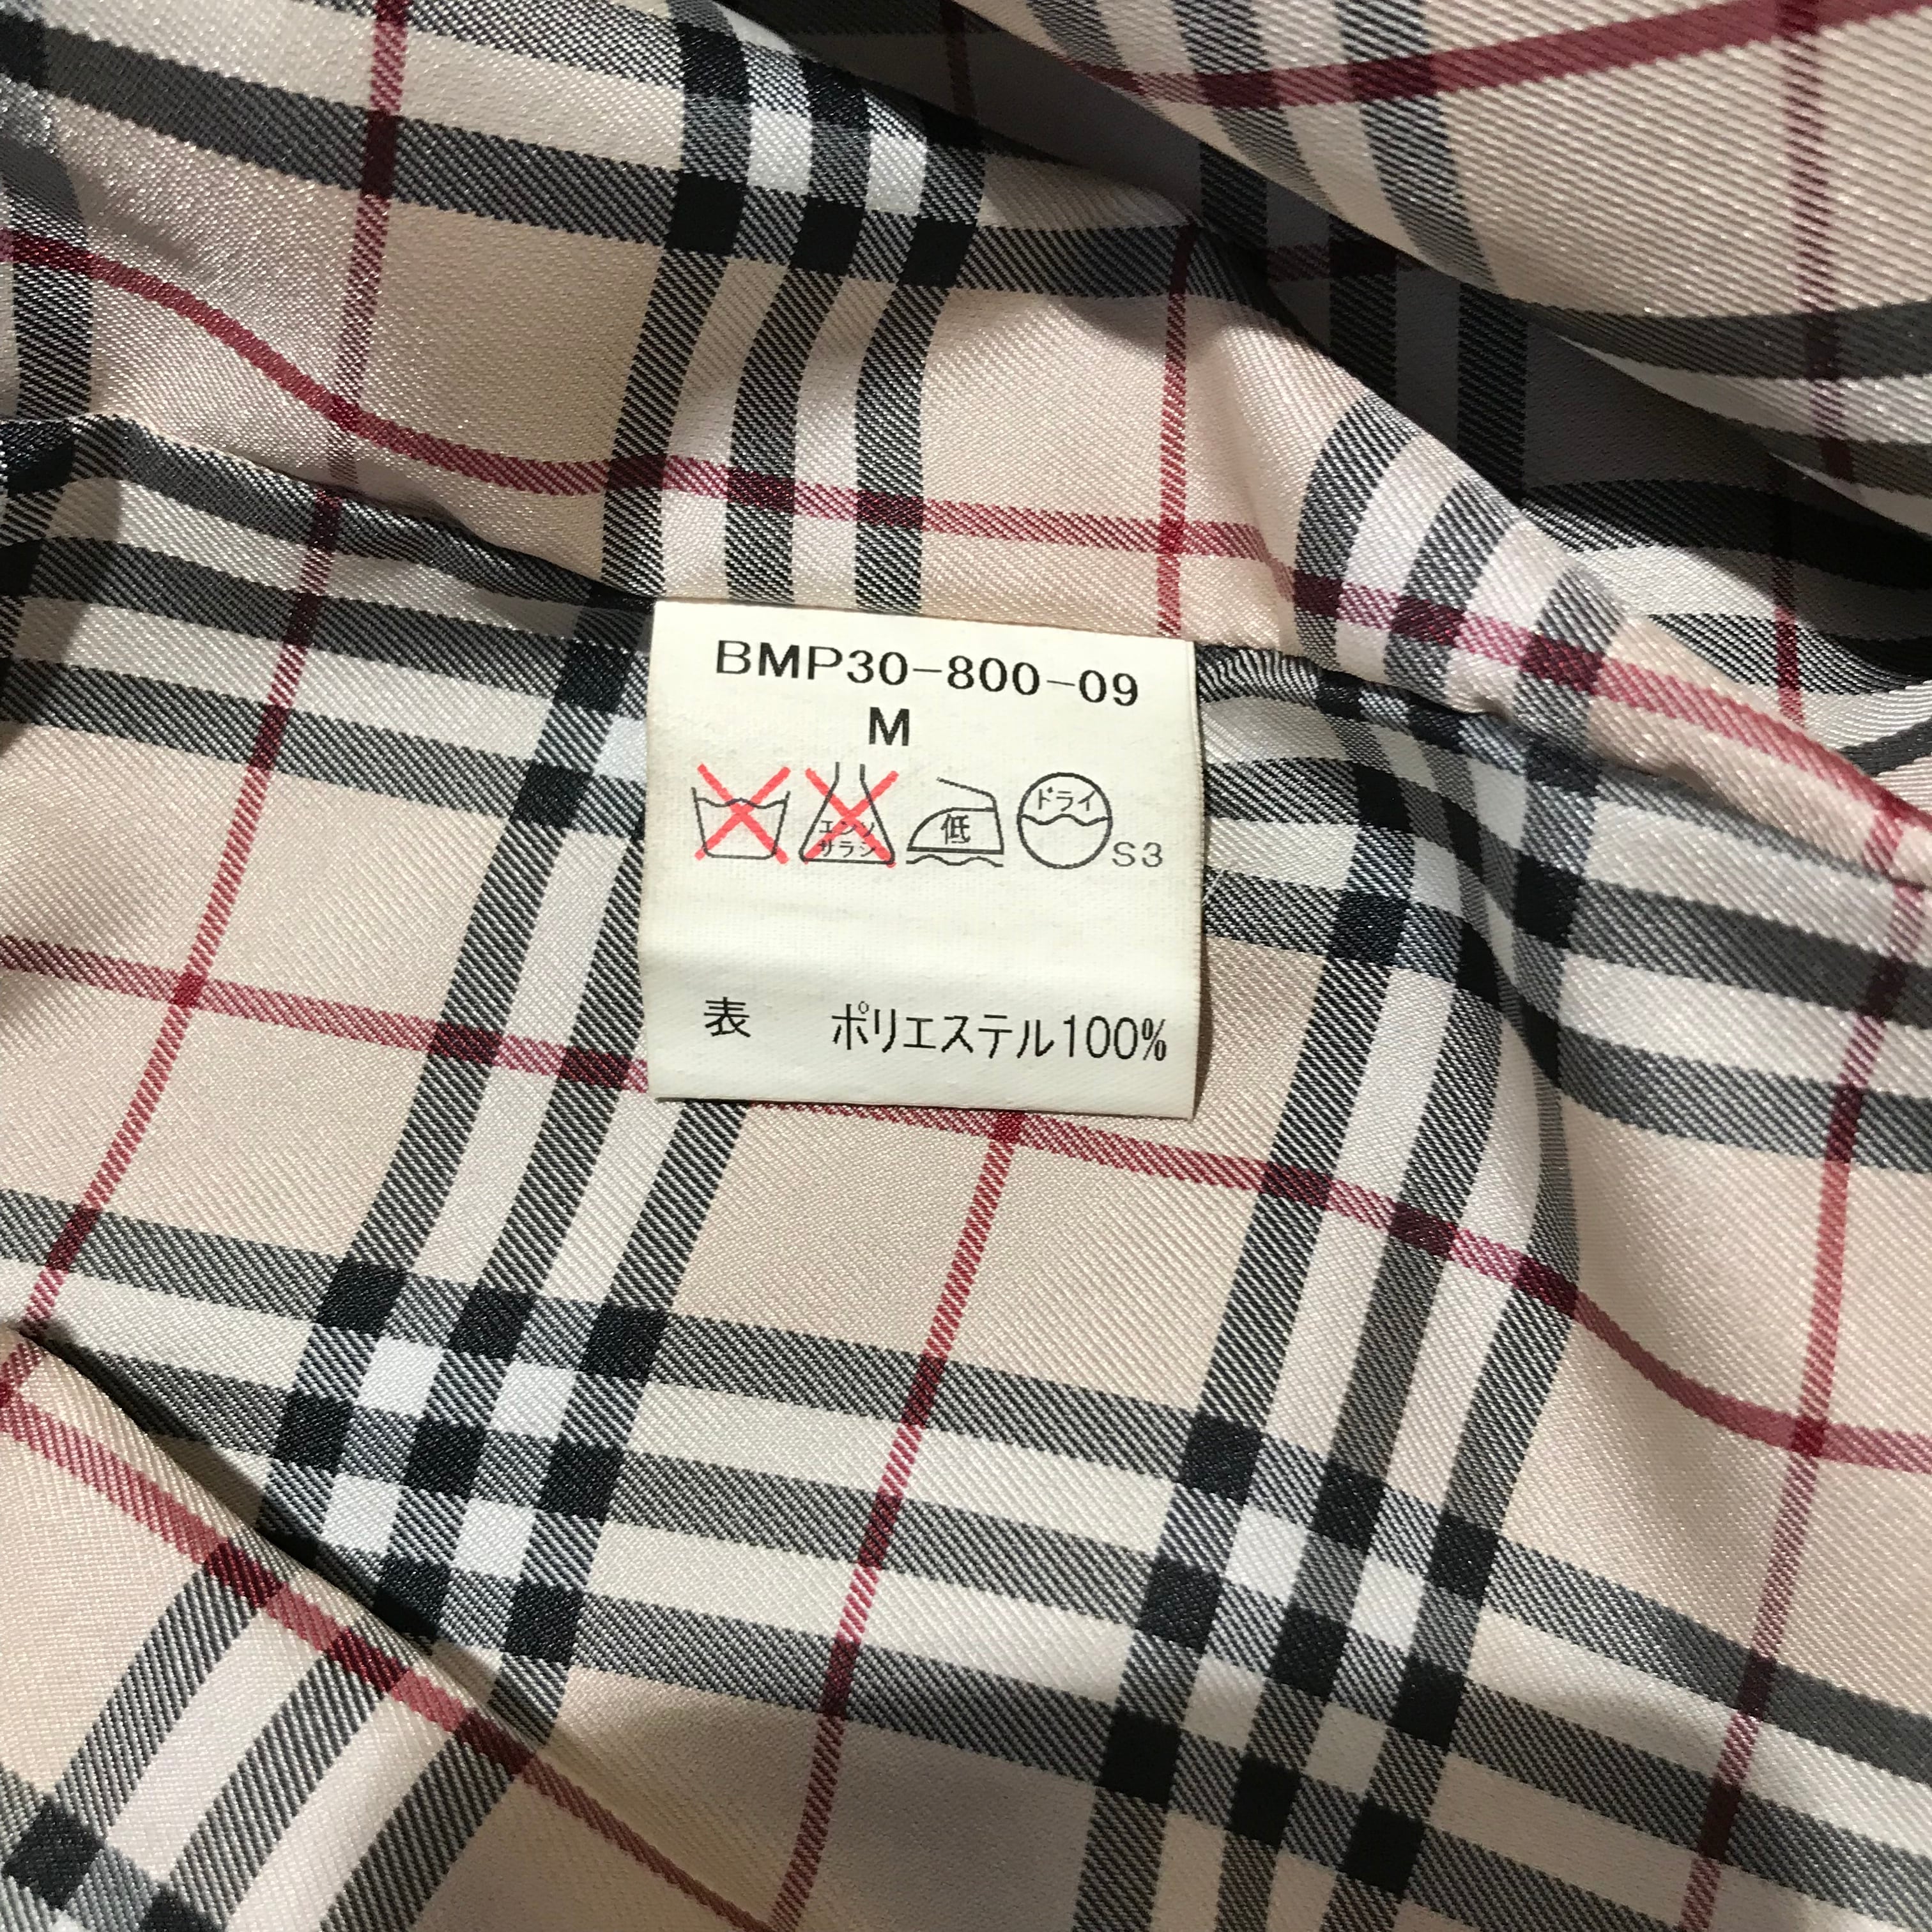 BMP30-800-09
M
エンソ
サラシ
低
ドライ
S3
表 ポリエステル100%